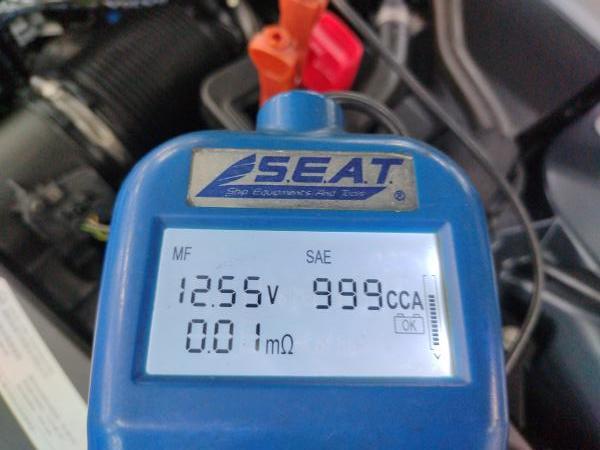 S.E.A.T.
Ship Equipments And Tools ®
MF SAE
12.55V 999CCA
OK
0.01mΩ